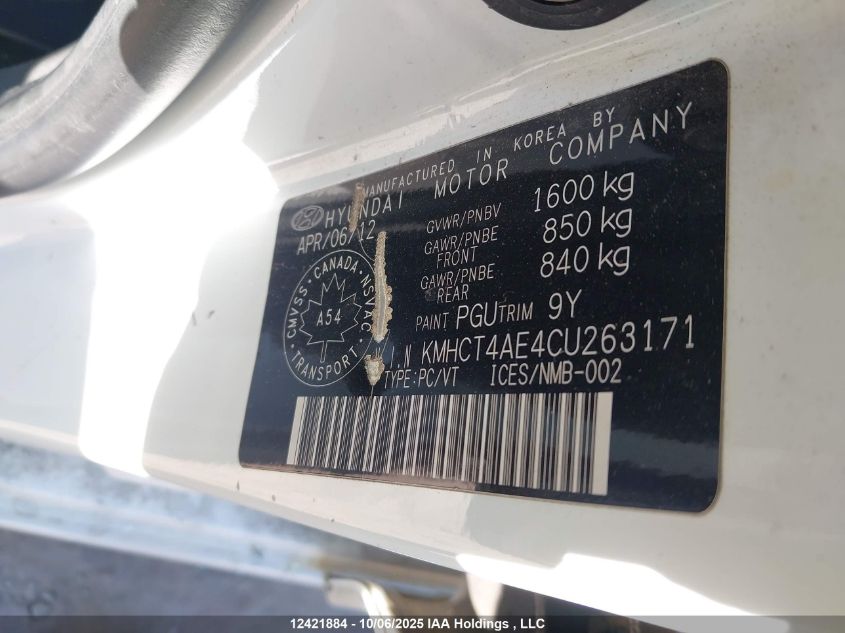 MANUFACTURED IN KOREA BY
HYUNDAI MOTOR COMPANY
APR/06/12
GVWR/PNBV 1600 kg
GAWR/PNBE FRONT 850 kg
GAWR/PNBE REAR 840 kg
PAINT PGU TRIM 9Y
CMVSS · CANADA · NSVAC · TRANSPORT ·
A54
I.N KMHCT4AE4CU263171
TYPE:PC/VT ICES/NMB-002
12421884 - 10/06/2025 IAA Holdings , LLC